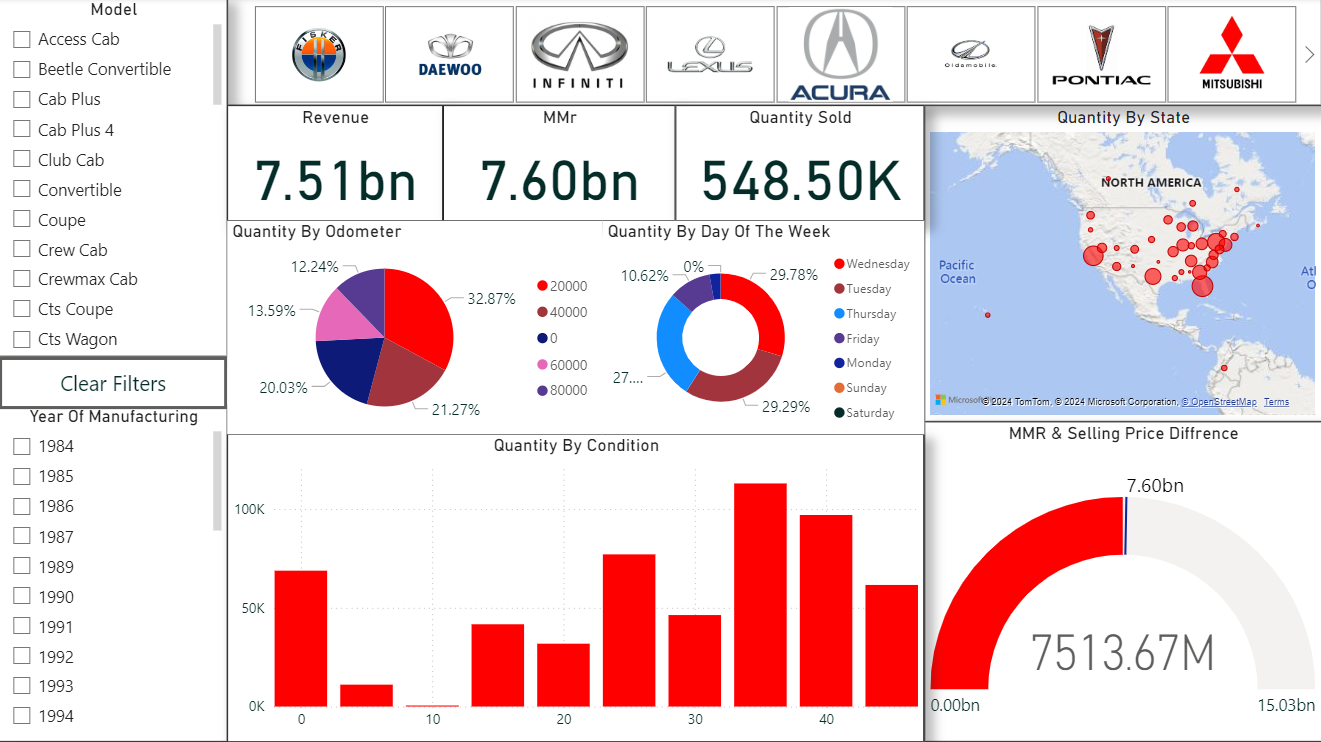 Model
Access Cab
Beetle Convertible
Cab Plus
Cab Plus 4
Club Cab
Convertible
Coupe
Crew Cab
Crewmax Cab
Cts Coupe
Cts Wagon
Clear Filters
Year Of Manufacturing
1984
1985
1986
1987
1989
1990
1991
1992
1993
1994
FISKER
DAEWOO
INFINITI
LEXUS
ACURA
Oldsmobile.
PONTIAC
MITSUBISHI
Revenue
7.51bn
MMr
7.60bn
Quantity Sold
548.50K
Quantity By Odometer
12.24%
32.87%
13.59%
20.03%
21.27%
20000
40000
0
60000
80000
Quantity By Day Of The Week
0%
10.62%
29.78%
27....
29.29%
Wednesday
Tuesday
Thursday
Friday
Monday
Sunday
Saturday
Quantity By Condition
100K
50K
0K
0
10
20
30
40
Quantity By State
NORTH AMERICA
Pacific
Ocean
At
O
© 2024 TomTom, © 2024 Microsoft Corporation, © OpenStreetMap Terms
MMR & Selling Price Diffrence
7.60bn
7513.67M
0.00bn
15.03bn